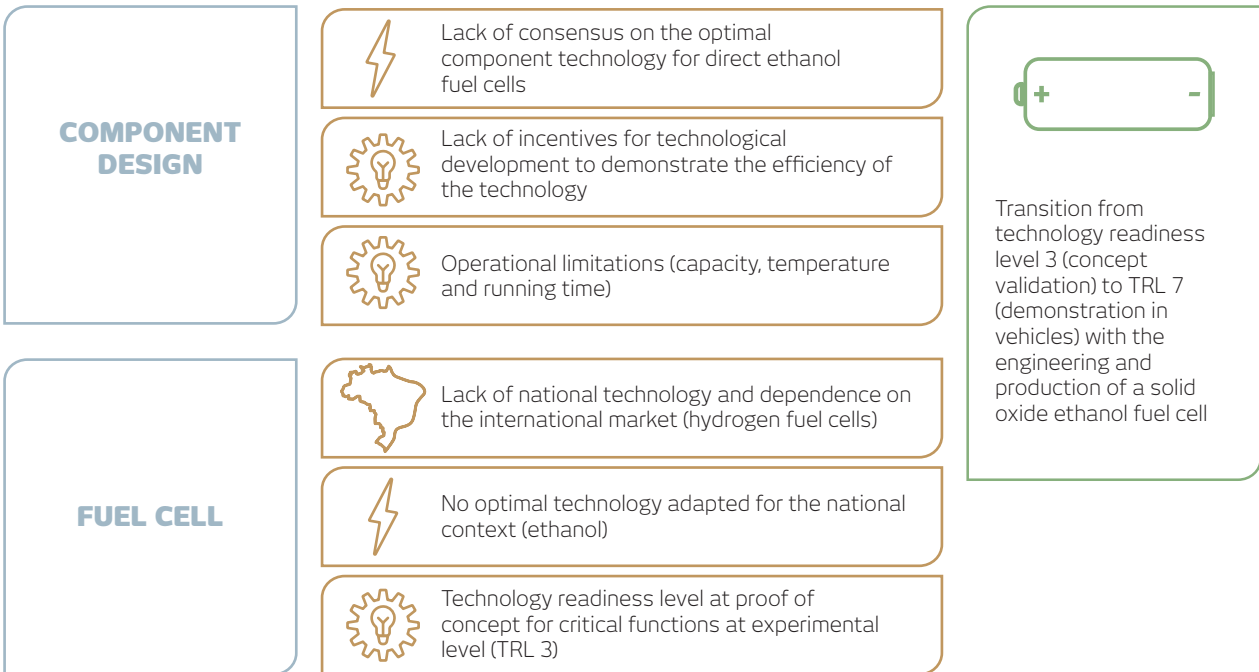 COMPONENT
DESIGN
Lack of consensus on the optimal
component technology for direct ethanol
fuel cells
Lack of incentives for technological
development to demonstrate the efficiency of
the technology
Operational limitations (capacity, temperature
and running time)
FUEL CELL
Lack of national technology and dependence on
the international market (hydrogen fuel cells)
No optimal technology adapted for the national
context (ethanol)
Technology readiness level at proof of
concept for critical functions at experimental
level (TRL 3)
+ -
Transition from
technology readiness
level 3 (concept
validation) to TRL 7
(demonstration in
vehicles) with the
engineering and
production of a solid
oxide ethanol fuel cell